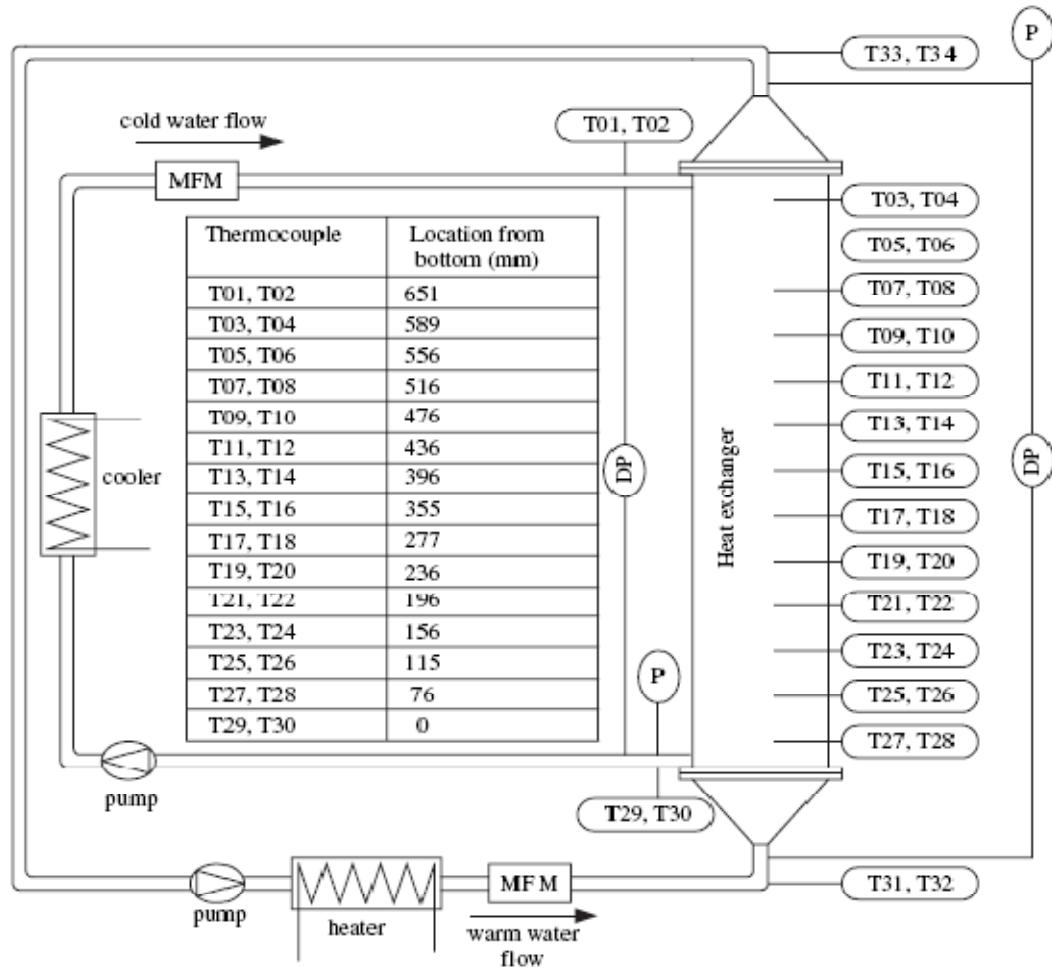 P
T33, T34
cold water flow
T01, T02
MFM
T03, T04
T05, T06
T07, T08
T09, T10
T11, T12
T13, T14
T15, T16
T17, T18
T19, T20
T21, T22
T23, T24
T25, T26
T27, T28
Thermocouple
Location from
bottom (mm)
T01, T02 651
T03, T04 589
T05, T06 556
T07, T08 516
T09, T10 476
T11, T12 436
T13, T14 396
T15, T16 355
T17, T18 277
T19, T20 236
T21, T22 196
T23, T24 156
T25, T26 115
T27, T28 76
T29, T30 0
cooler
DP
Heat exchanger
DP
P
pump
T29, T30
pump
heater
MFM
warm water
flow
T31, T32